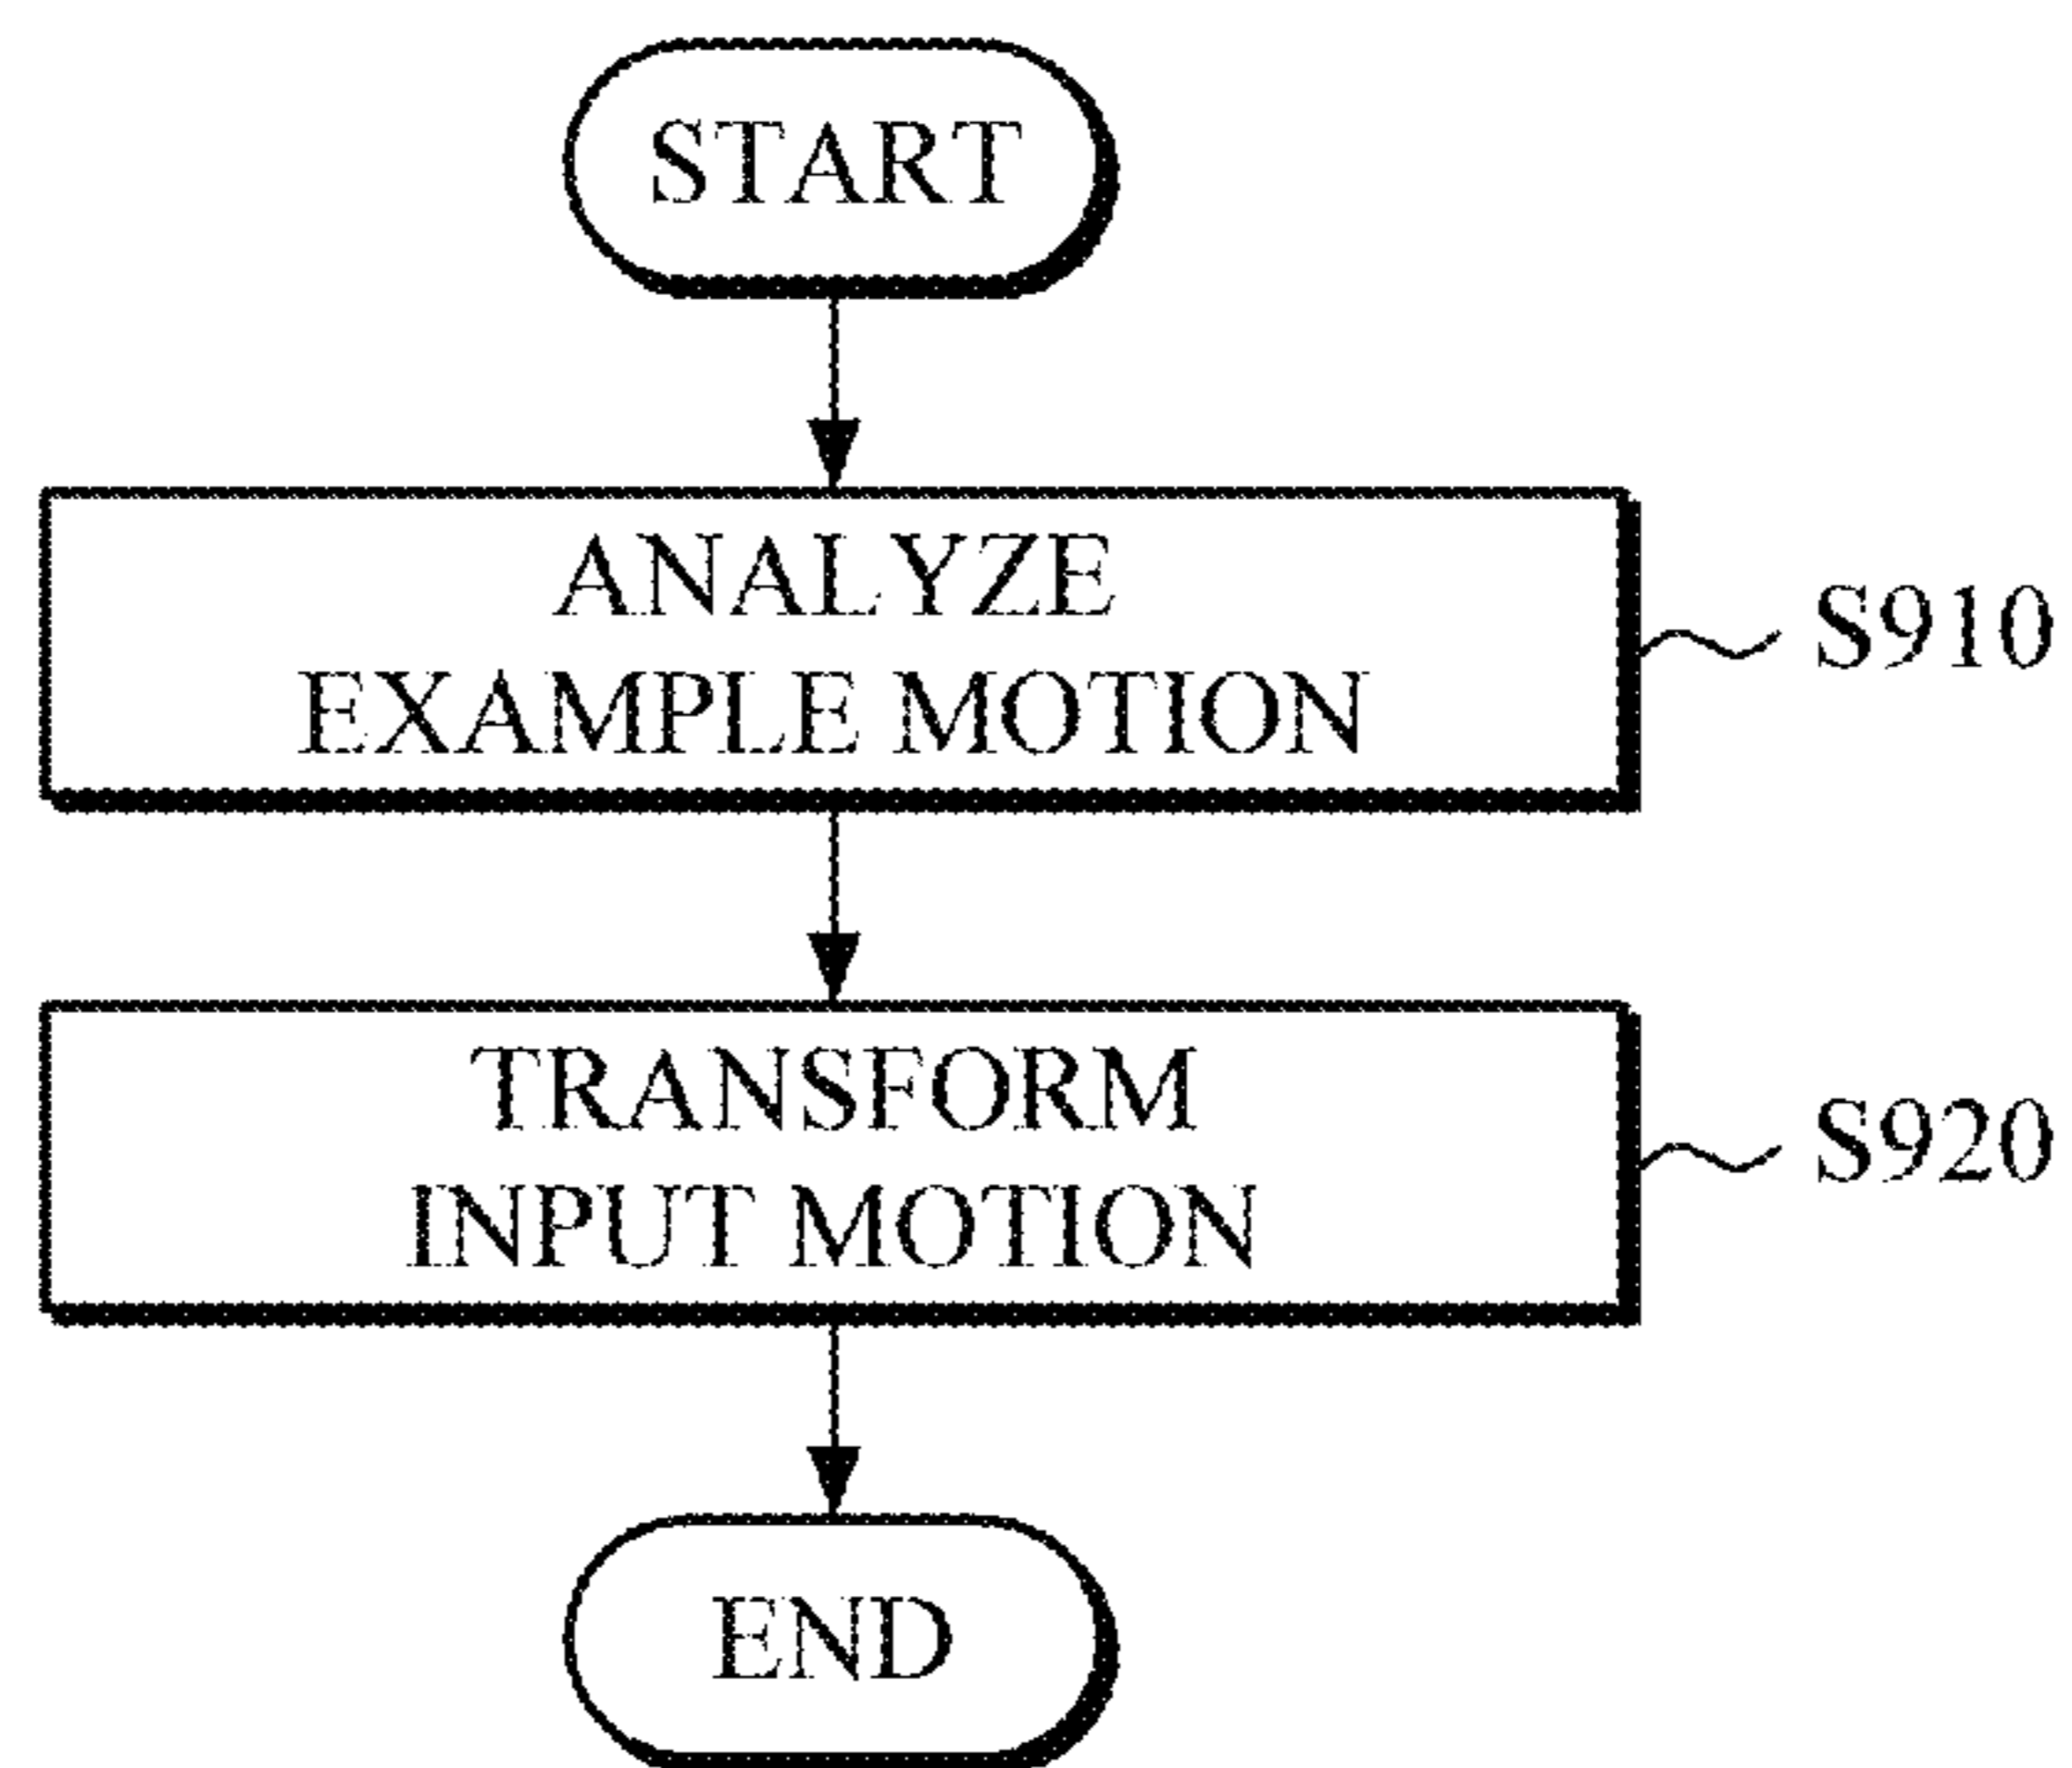 START
ANALYZE
EXAMPLE MOTION
S910
TRANSFORM
INPUT MOTION
S920
END